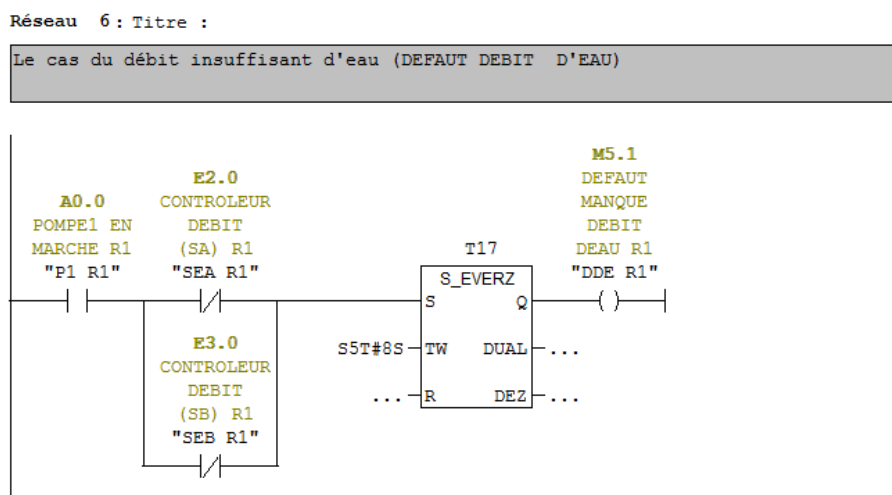 Réseau 6 : Titre :
Le cas du débit insuffisant d'eau (DEFAUT DEBIT D'EAU)
A0.0
POMPE1 EN
MARCHE R1
"P1 R1"
E2.0
CONTROLEUR
DEBIT
(SA) R1
"SEA R1"
E3.0
CONTROLEUR
DEBIT
(SB) R1
"SEB R1"
T17
S_EVERZ
S Q
S5T#8S TW DUAL ...
... R DEZ ...
M5.1
DEFAUT
MANQUE
DEBIT
DEAU R1
"DDE R1"